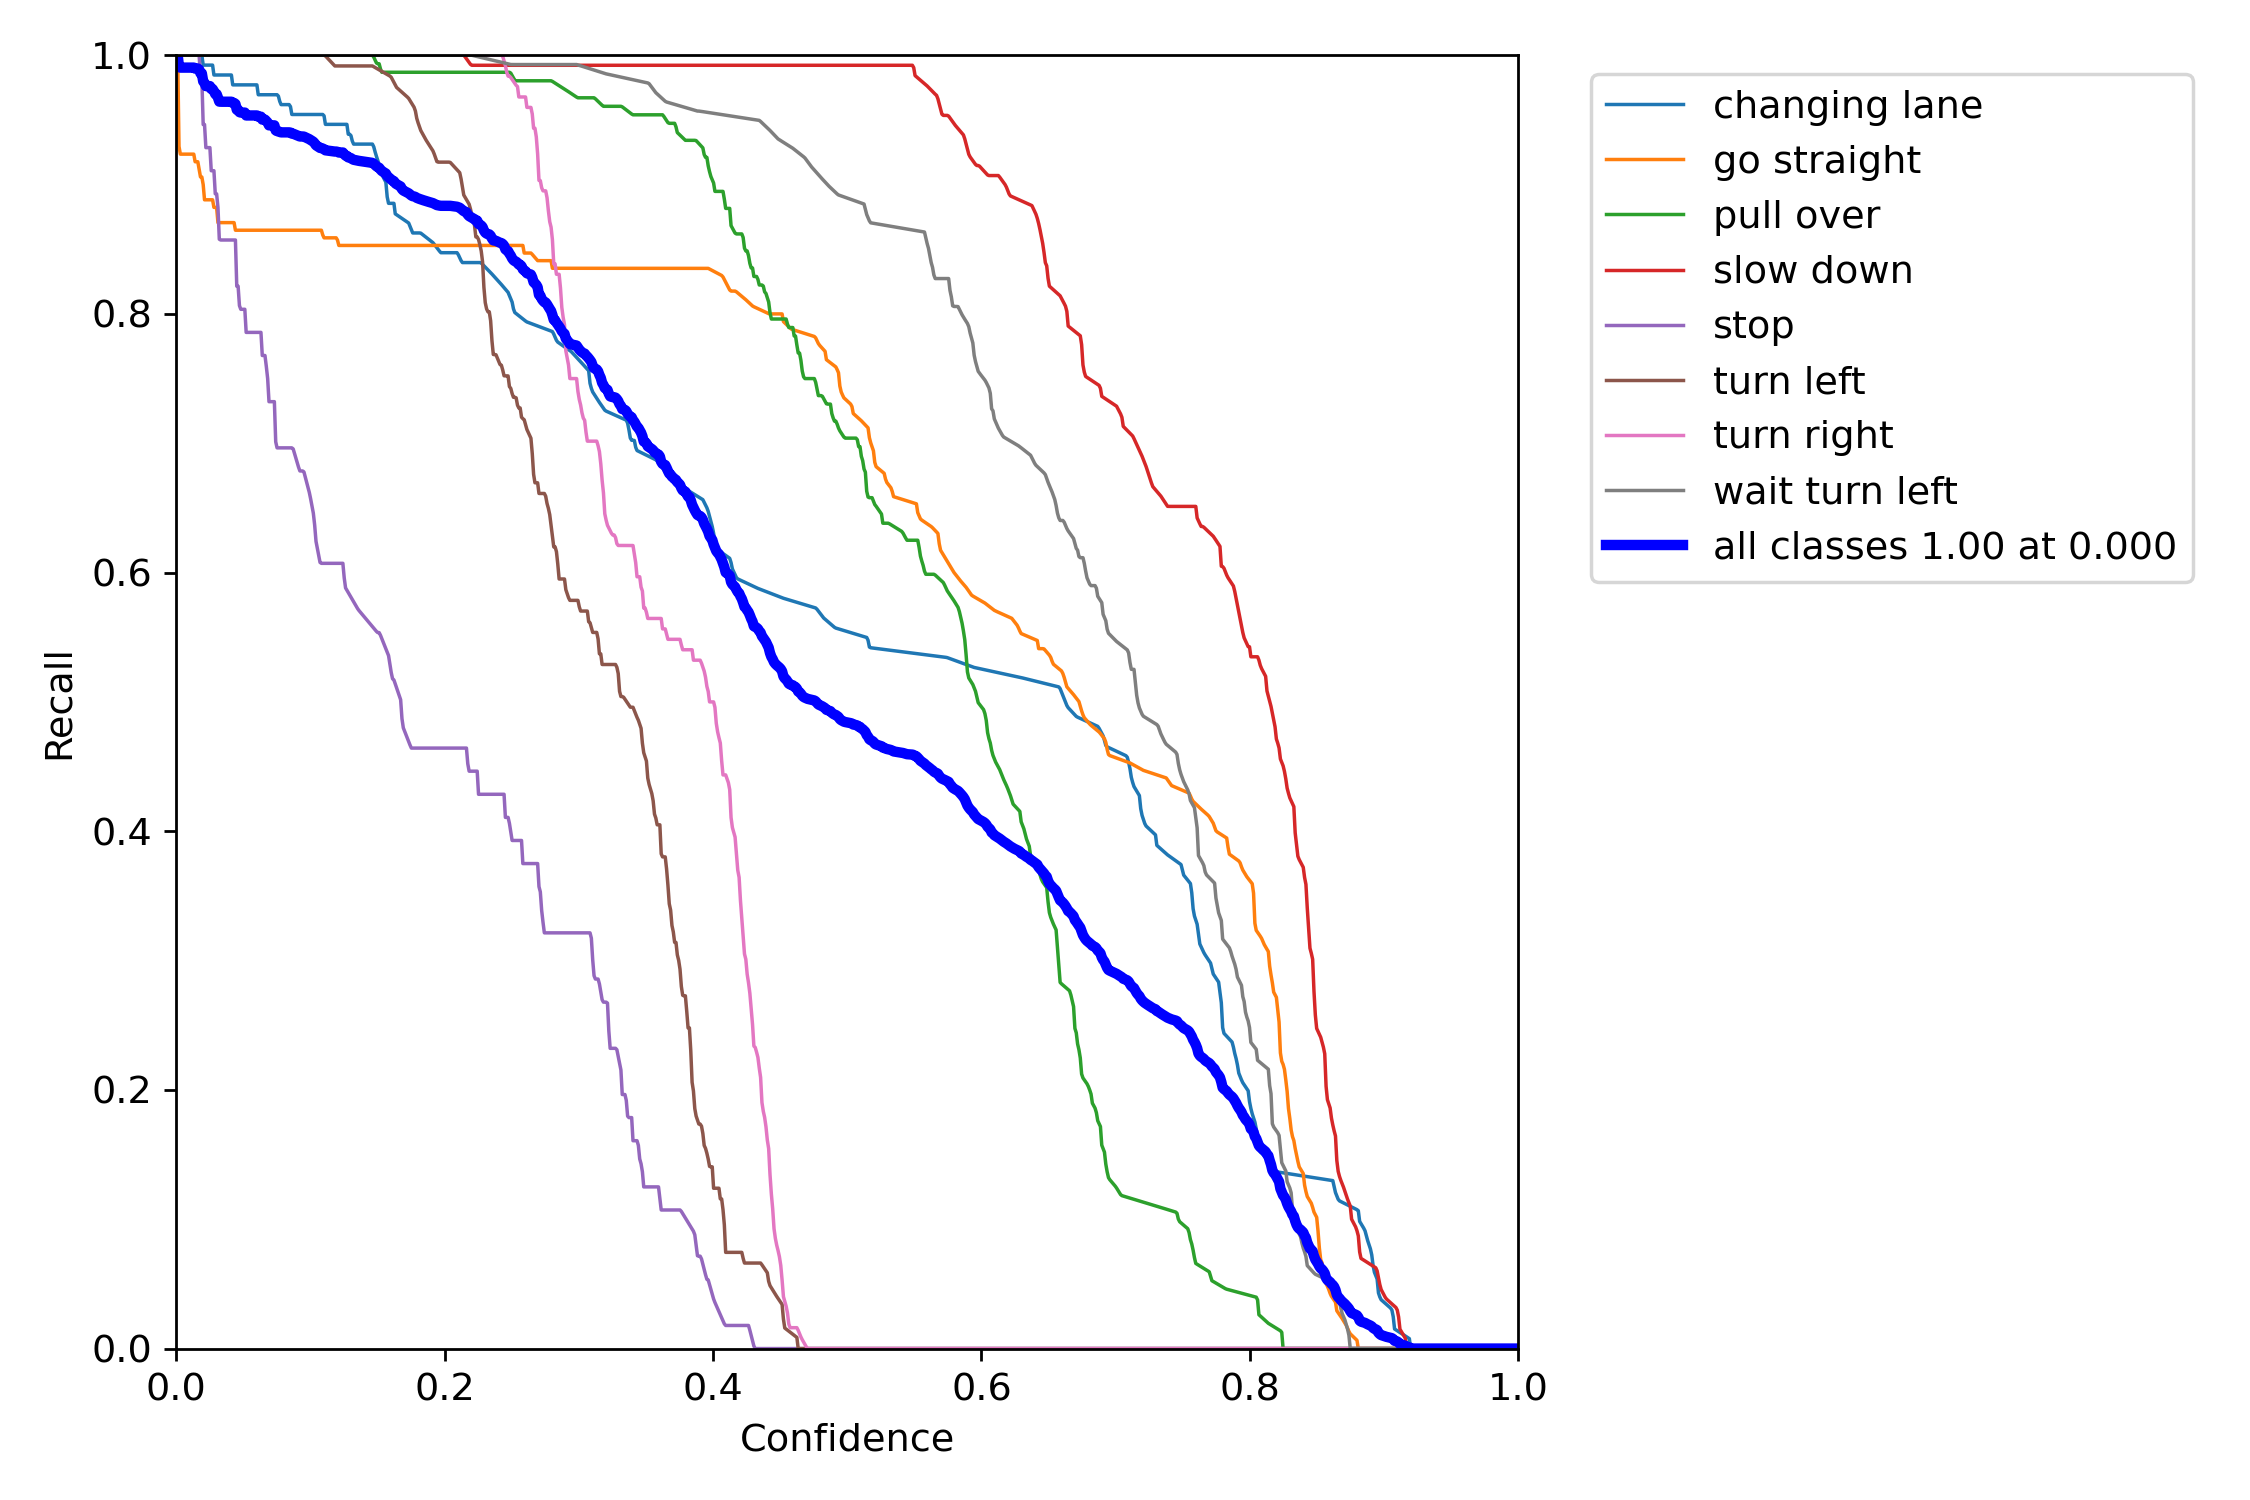 1.0
0.8
0.6
0.4
0.2
0.0
Recall
0.0 0.2 0.4 0.6 0.8 1.0
Confidence
changing lane
go straight
pull over
slow down
stop
turn left
turn right
wait turn left
all classes 1.00 at 0.000